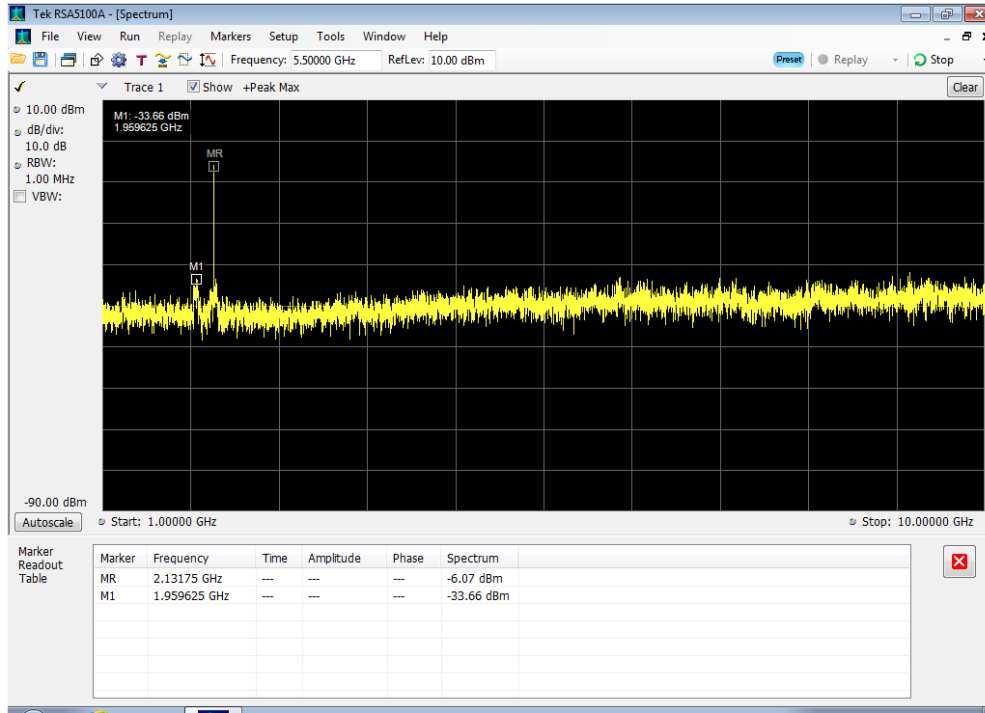 Tek RSA5100A - [Spectrum]
File View Run Replay Markers Setup Tools Window Help
T Frequency: 5.50000 GHz RefLev: 10.00 dBm Preset Replay Stop
Trace 1 Show +Peak Max Clear
10.00 dBm
dB/div:
10.0 dB
RBW:
1.00 MHz
VBW:
M1: -33.66 dBm
1.959625 GHz
MR
M1
-90.00 dBm
Autoscale Start: 1.00000 GHz Stop: 10.00000 GHz
Marker
Readout
Table
Marker Frequency Time Amplitude Phase Spectrum
MR 2.13175 GHz --- --- --- -6.07 dBm
M1 1.959625 GHz --- --- --- -33.66 dBm